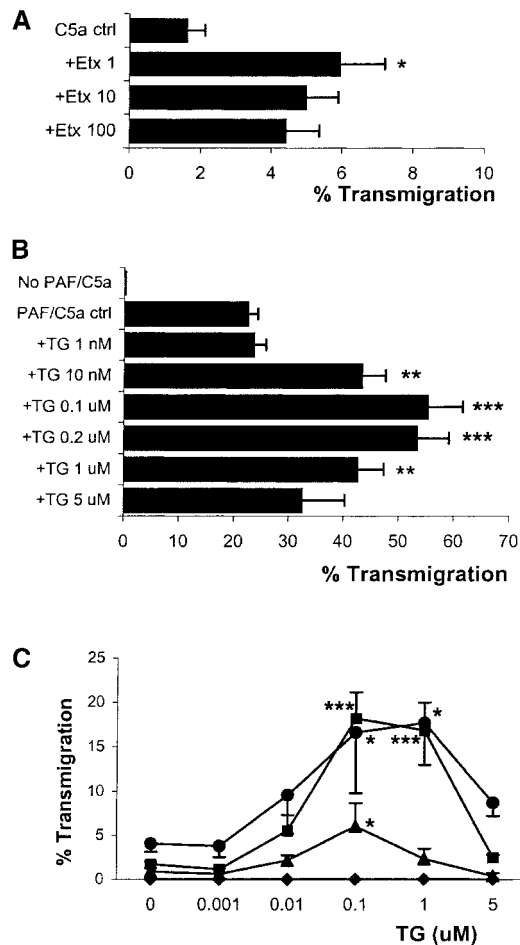 A
C5a ctrl
+Etx 1
*
+Etx 10
+Etx 100
0 2 4 6 8 10
% Transmigration
B
No PAF/C5a
PAF/C5a ctrl
+TG 1 nM
+TG 10 nM **
+TG 0.1 uM ***
+TG 0.2 uM ***
+TG 1 uM **
+TG 5 uM
0 10 20 30 40 50 60 70
% Transmigration
C
% Transmigration
25
20
15
10
5
0
*** *
* ***
*
0 0.001 0.01 0.1 1 5
TG (uM)